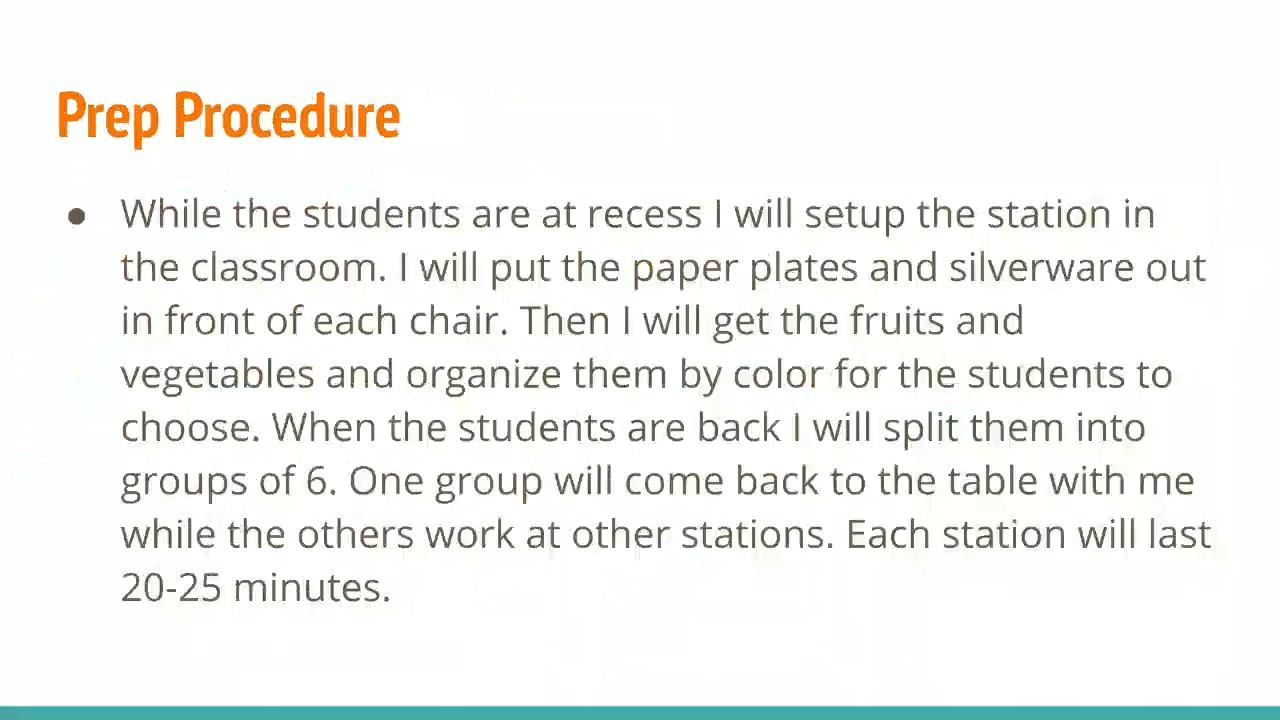 Prep Procedure
● While the students are at recess I will setup the station in
the classroom. I will put the paper plates and silverware out
in front of each chair. Then I will get the fruits and
vegetables and organize them by color for the students to
choose. When the students are back I will split them into
groups of 6. One group will come back to the table with me
while the others work at other stations. Each station will last
20-25 minutes.